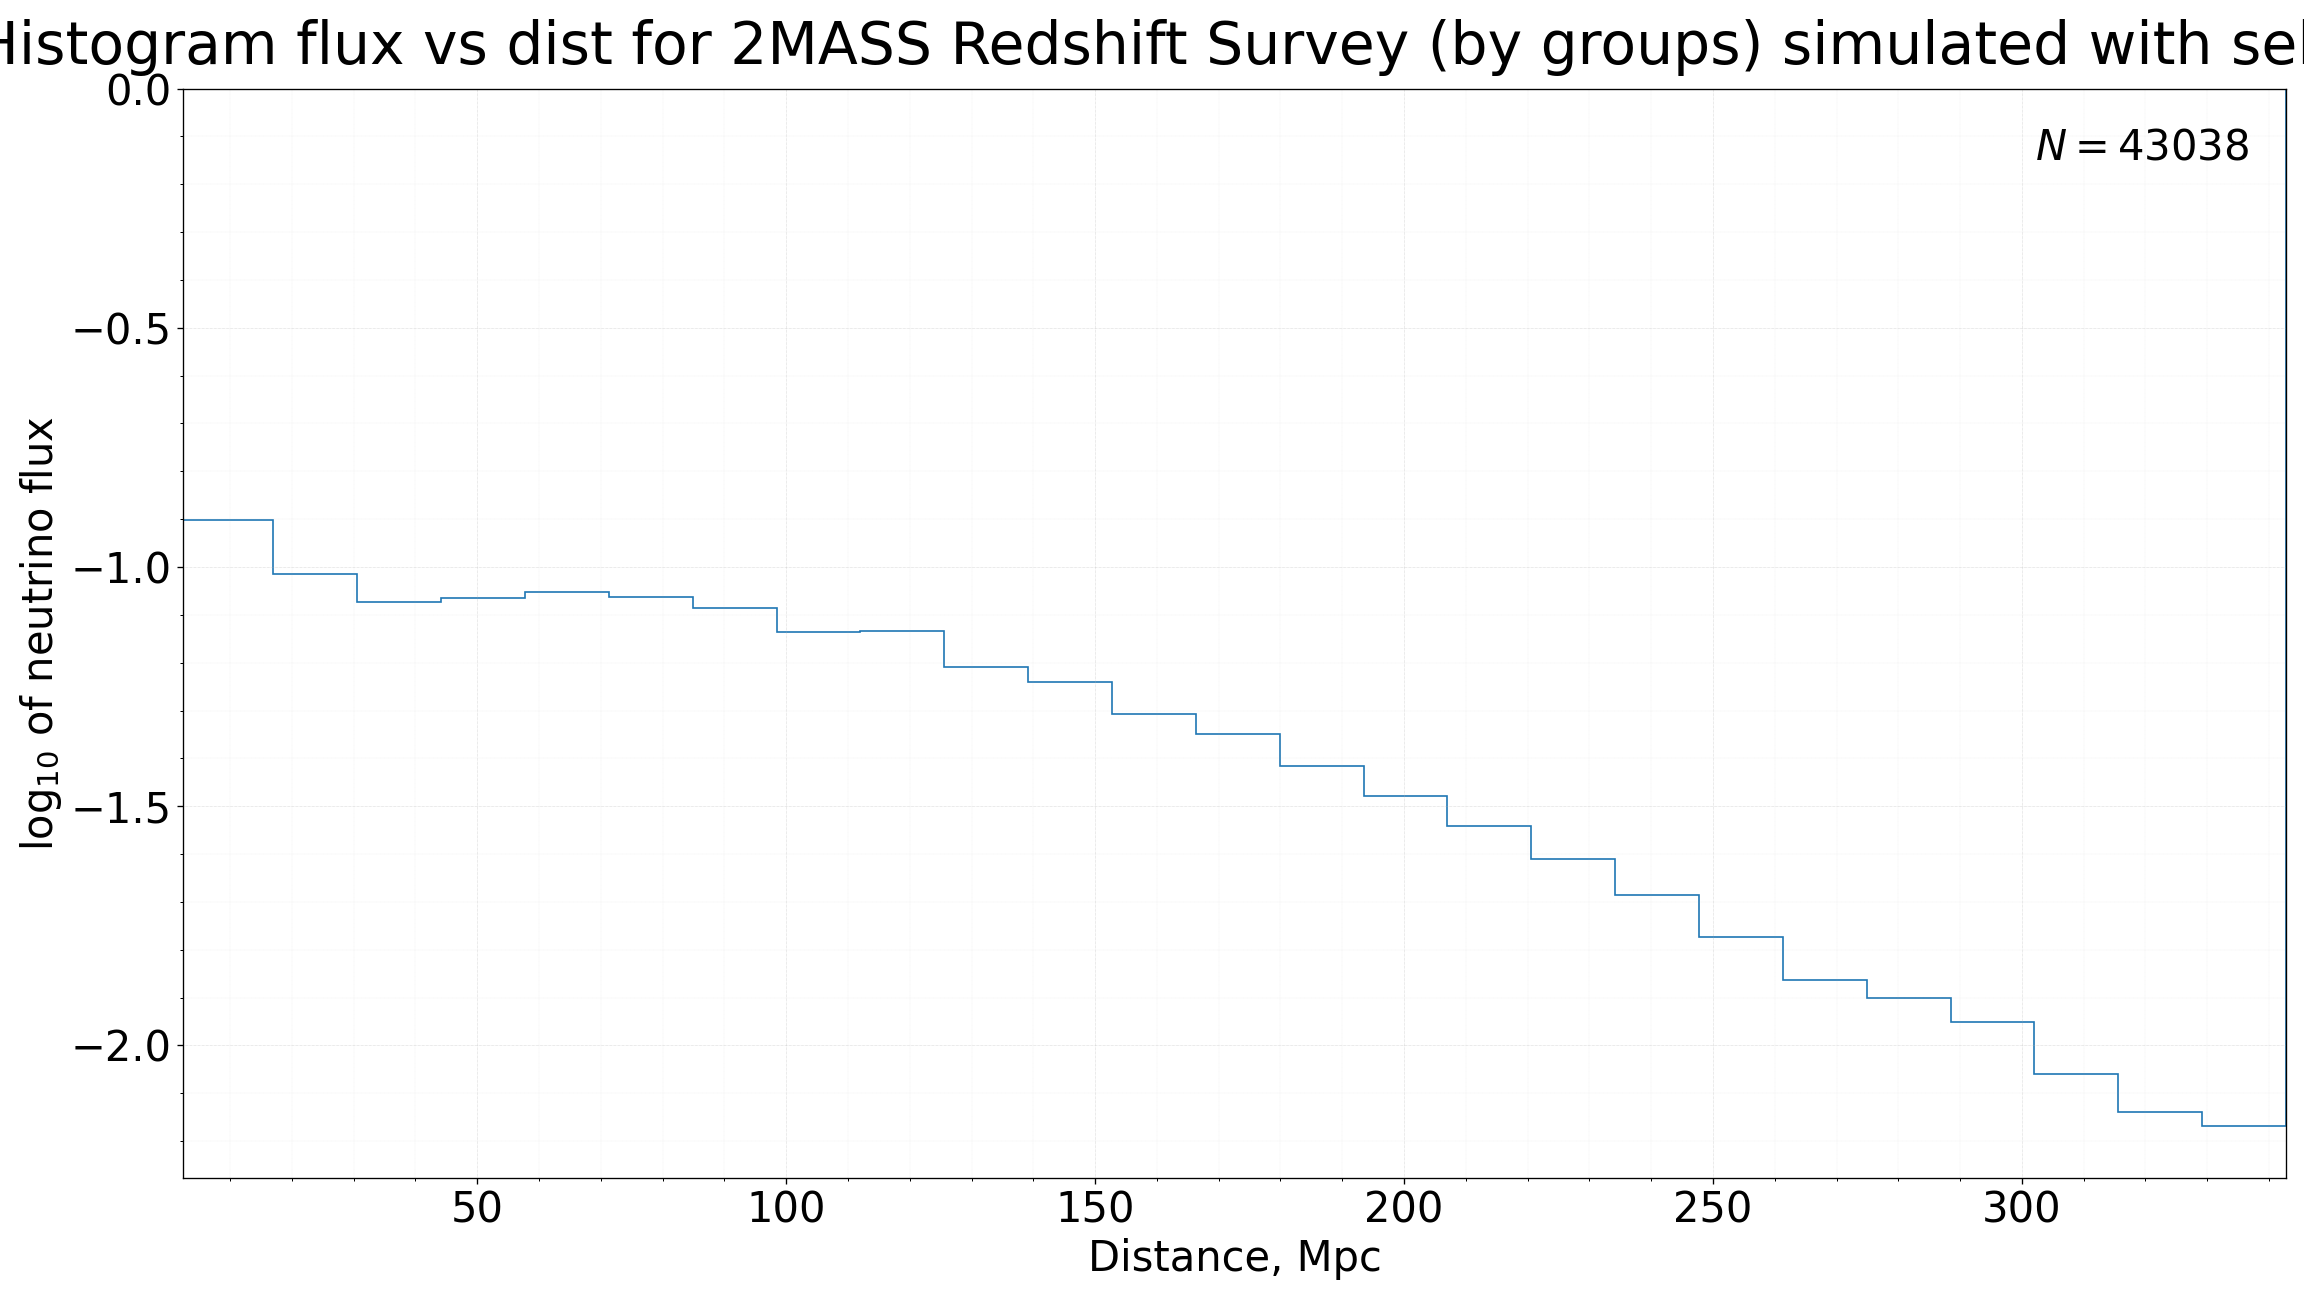 Histogram flux vs dist for 2MASS Redshift Survey (by groups) simulated with
N = 43038
log₁₀ of neutrino flux
0.0
−0.5
−1.0
−1.5
−2.0
50 100 150 200 250 300
Distance, Mpc